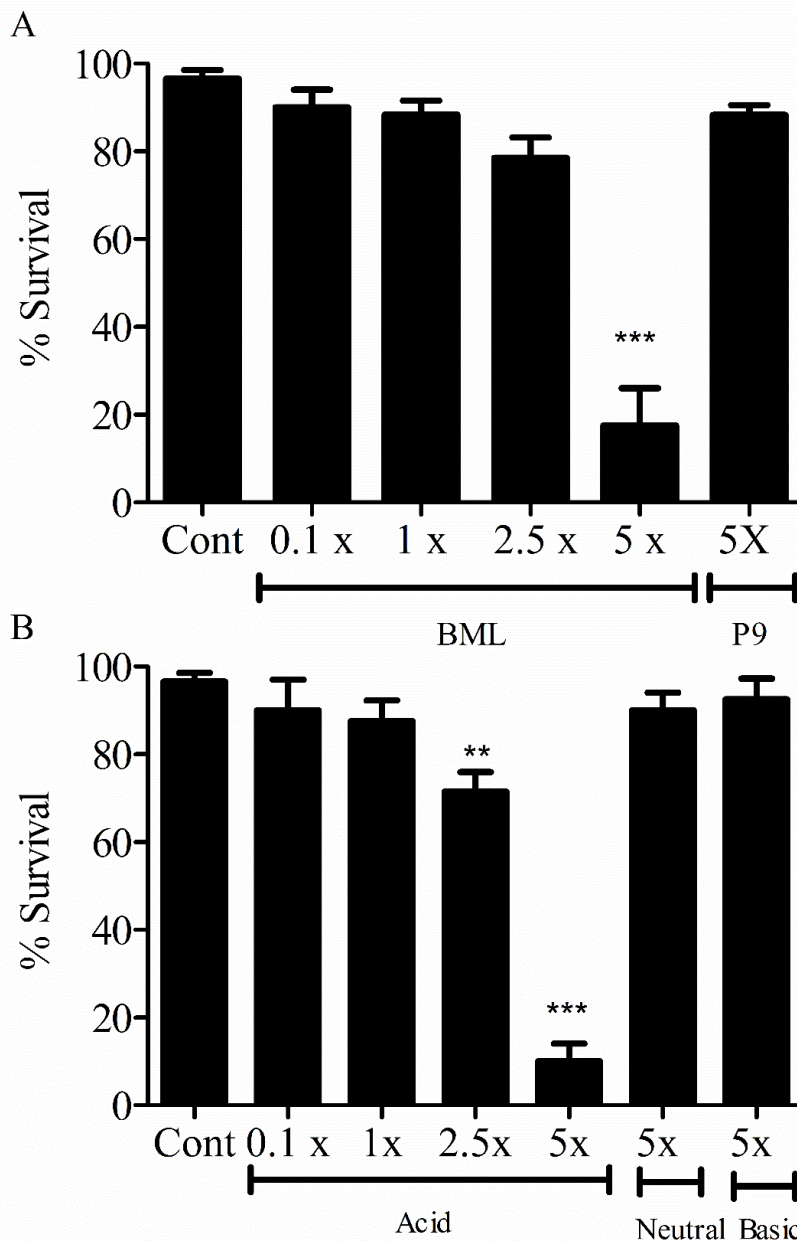 A
100
80
60
40
20
0
% Survival
***
Cont 0.1 x 1 x 2.5 x 5 x 5X
BML P9
B
100
80
60
40
20
0
% Survival
**
***
Cont 0.1 x 1x 2.5x 5x 5x 5x
Acid Neutral Basic